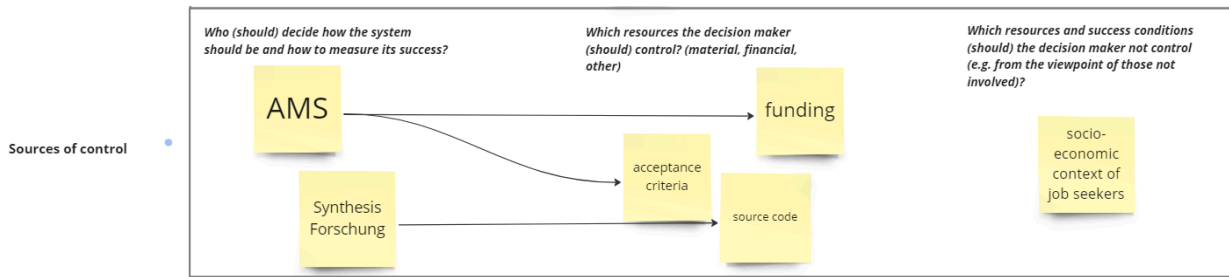 Who (should) decide how the system
should be and how to measure its success?
Which resources the decision maker
(should) control? (material, financial,
other)
Which resources and success conditions
(should) the decision maker not control
(e.g. from the viewpoint of those not
involved)?
Sources of control
AMS
funding
acceptance
criteria
Synthesis
Forschung
source code
socio-
economic
context of
job seekers